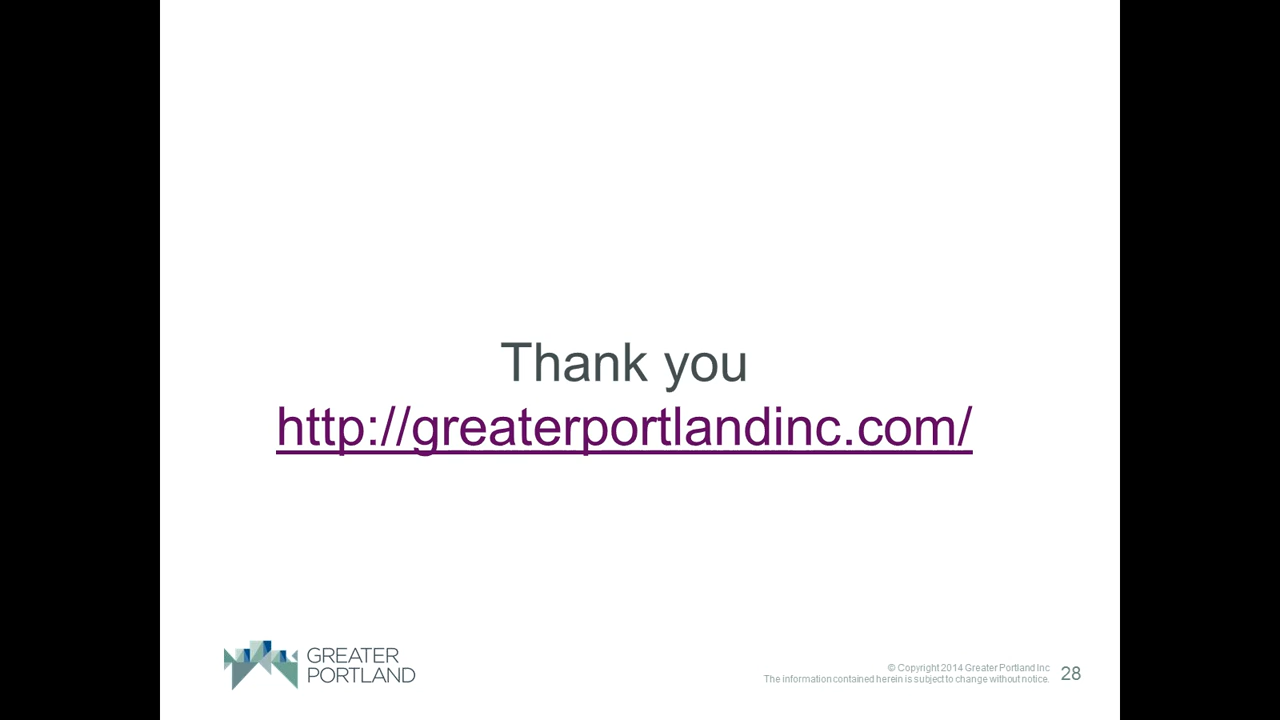 Thank you
http://greaterportlandinc.com/
GREATER
PORTLAND
© Copyright 2014 Greater Portland Inc
The information contained herein is subject to change without notice.
28